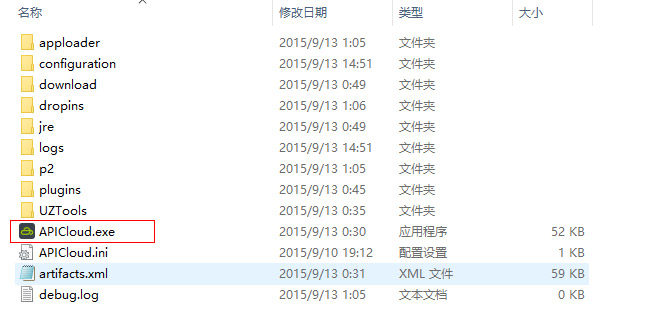 名称 修改日期 类型 大小
apploader 2015/9/13 1:05 文件夹
configuration 2015/9/13 14:51 文件夹
download 2015/9/13 0:49 文件夹
dropins 2015/9/13 1:06 文件夹
jre 2015/9/13 0:49 文件夹
logs 2015/9/13 14:51 文件夹
p2 2015/9/13 1:05 文件夹
plugins 2015/9/13 0:45 文件夹
UZTools 2015/9/13 0:35 文件夹
APICloud.exe 2015/9/13 0:30 应用程序 52 KB
APICloud.ini 2015/9/10 19:12 配置设置 1 KB
artifacts.xml 2015/9/13 0:31 XML 文件 59 KB
debug.log 2015/9/13 1:05 文本文档 0 KB